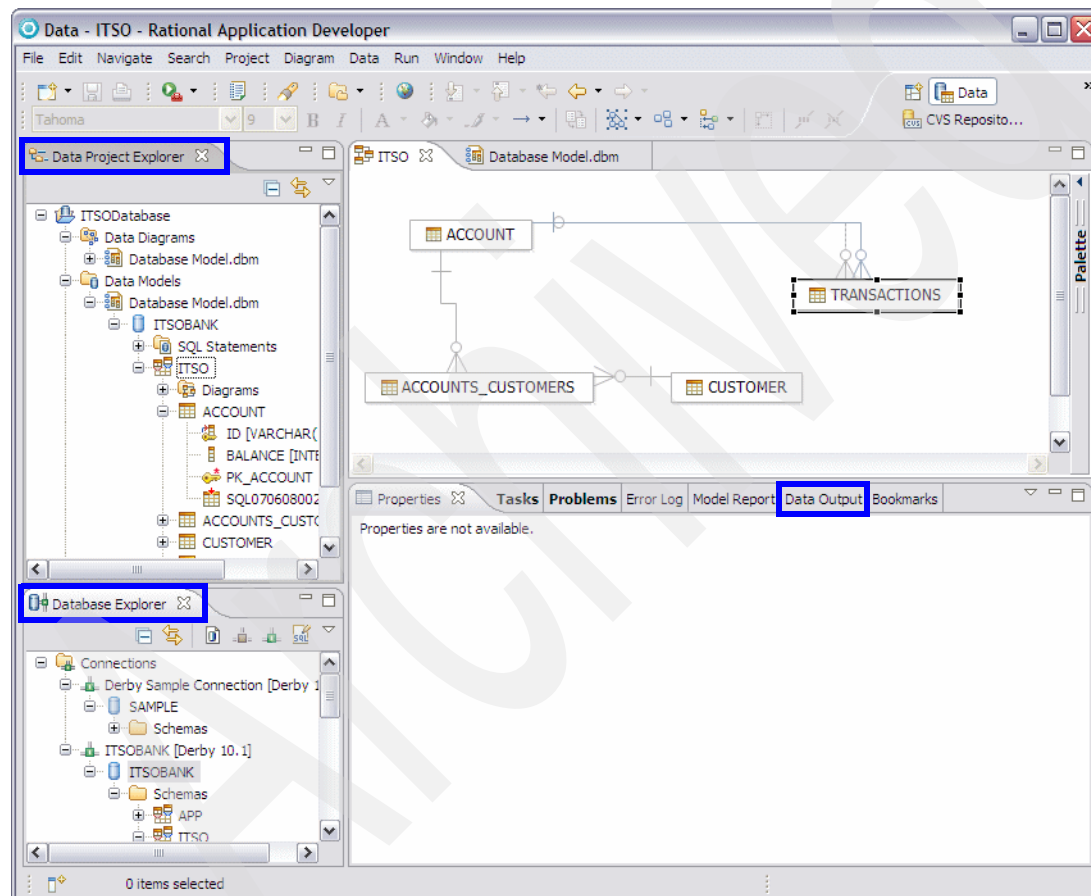 Data - ITSO - Rational Application Developer
File Edit Navigate Search Project Diagram Data Run Window Help
Data
Tahoma 9 B I A
CVS CVS Reposito...
Data Project Explorer
ITSODatabase
Data Diagrams
Database Model.dbm
Data Models
Database Model.dbm
ITSOBANK
SQL Statements
ITSO
Diagrams
ACCOUNT
ID [VARCHAR(
BALANCE [INTE
PK_ACCOUNT
SQL070608002
ACCOUNTS_CUSTO
CUSTOMER
ITSO Database Model.dbm
ACCOUNT
TRANSACTIONS
ACCOUNTS_CUSTOMERS
CUSTOMER
Palette
Properties Tasks Problems Error Log Model Report Data Output Bookmarks
Properties are not available.
Database Explorer
SQL
Connections
Derby Sample Connection [Derby 1
SAMPLE
Schemas
ITSOBANK [Derby 10.1]
ITSOBANK
Schemas
APP
ITSO
0 items selected